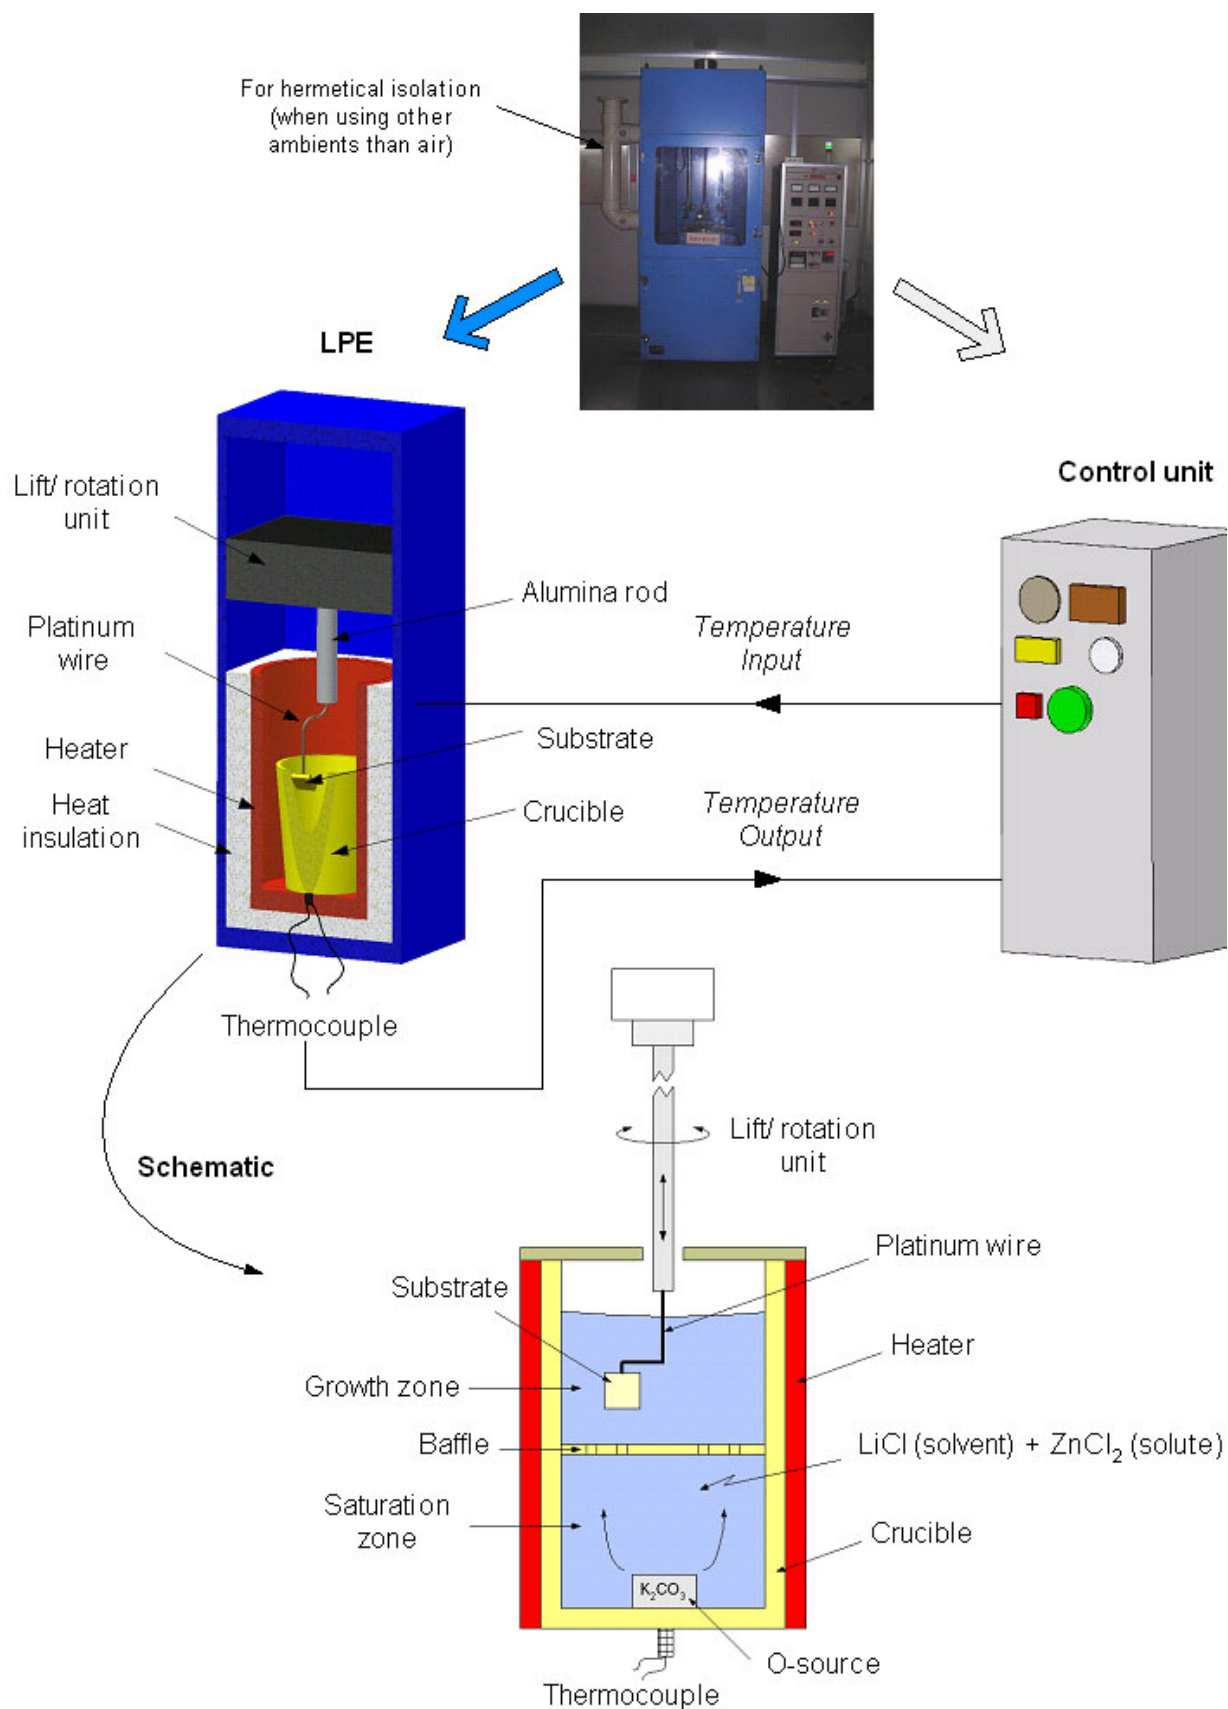 For hermetical isolation
(when using other
ambients than air)
LPE
Control unit
Lift/ rotation
unit
Alumina rod
Platinum
wire
Temperature
Input
Heater
Substrate
Heat
insulation
Crucible
Temperature
Output
Thermocouple
Schematic
Lift/ rotation
unit
Platinum wire
Substrate
Heater
Growth zone
Baffle
LiCl (solvent) + ZnCl₂ (solute)
Saturation
zone
Crucible
K₂CO₃
O-source
Thermocouple